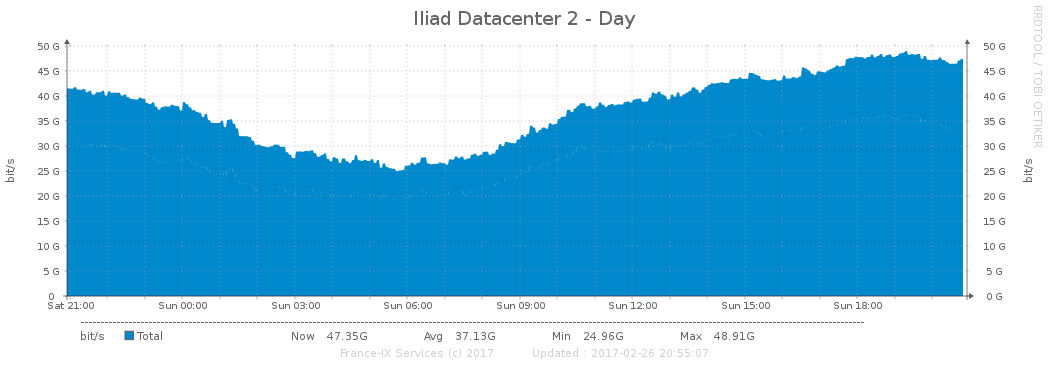 Iliad Datacenter 2 - Day
RRDTOOL / TOBI OETIKER
50 G 50 G
45 G 45 G
40 G 40 G
35 G 35 G
30 G 30 G
25 G 25 G
20 G 20 G
15 G 15 G
10 G 10 G
5 G 5 G
0 0 G
bit/s bit/s
Sat 21:00 Sun 00:00 Sun 03:00 Sun 06:00 Sun 09:00 Sun 12:00 Sun 15:00 Sun 18:00
bit/s Total Now 47.35G Avg 37.13G Min 24.96G Max 48.91G
France-IX Services (c) 2017 Updated : 2017-02-26 20:55:07